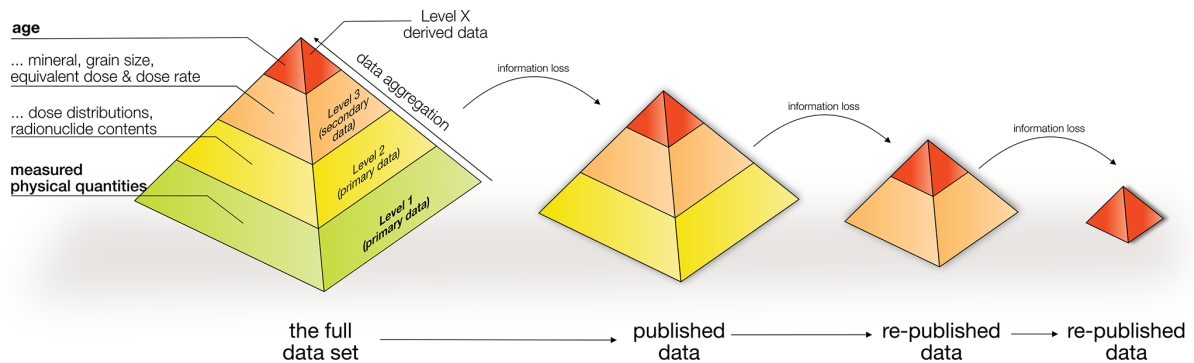 age
... mineral, grain size,
equivalent dose & dose rate
... dose distributions,
radionuclide contents
measured
physical quantities
Level X
derived data
data aggregation
Level 3
(secondary
data)
Level 2
(primary data)
Level 1
(primary data)
information loss
information loss
information loss
the full
data set
published
data
re-published
data
re-published
data